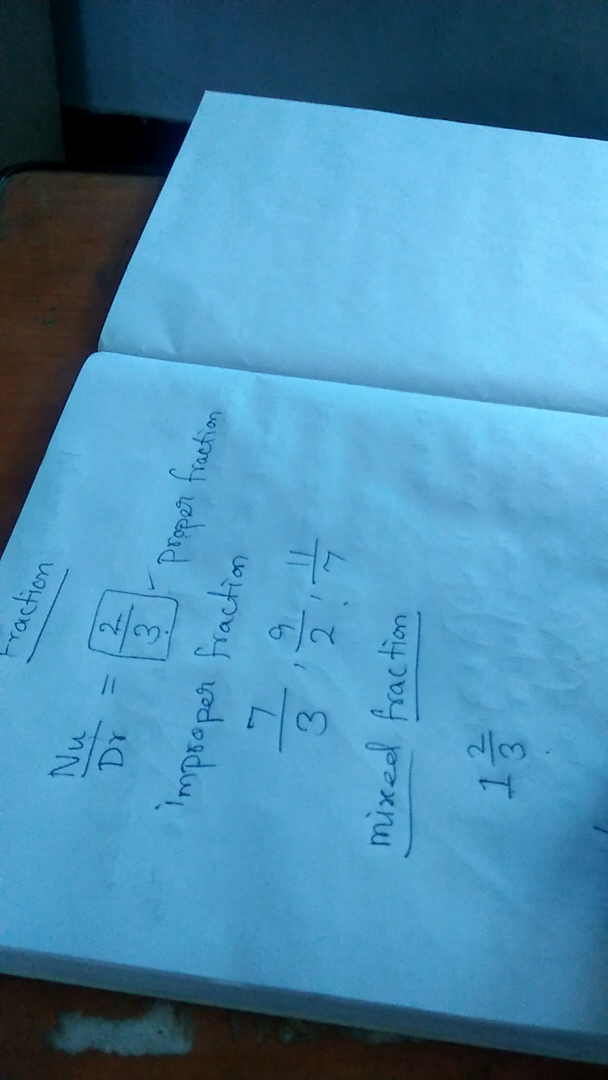 Fraction
Nu/Dr = 2/3 - proper fraction
improper fraction
7/3, 9/2, 11/7
mixed fraction
1 2/3